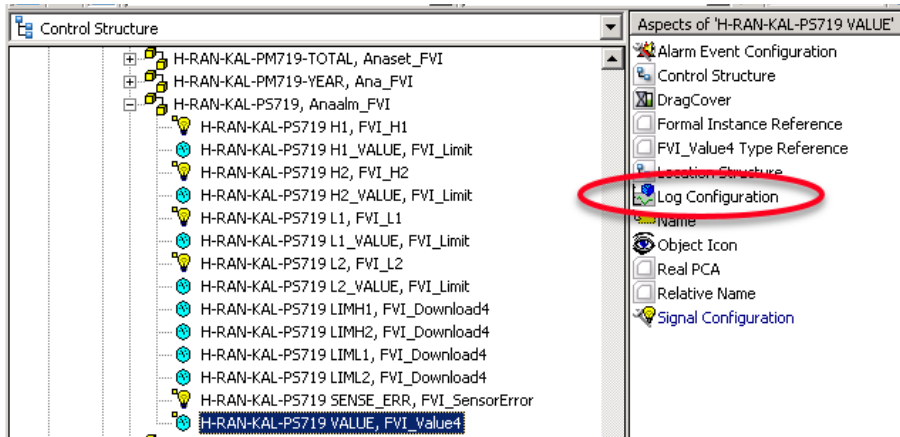 Control Structure
H-RAN-KAL-PM719-TOTAL, Anaset_FVI
H-RAN-KAL-PM719-YEAR, Ana_FVI
H-RAN-KAL-PS719, Anaalm_FVI
H-RAN-KAL-PS719 H1, FVI_H1
H-RAN-KAL-PS719 H1_VALUE, FVI_Limit
H-RAN-KAL-PS719 H2, FVI_H2
H-RAN-KAL-PS719 H2_VALUE, FVI_Limit
H-RAN-KAL-PS719 L1, FVI_L1
H-RAN-KAL-PS719 L1_VALUE, FVI_Limit
H-RAN-KAL-PS719 L2, FVI_L2
H-RAN-KAL-PS719 L2_VALUE, FVI_Limit
H-RAN-KAL-PS719 LIMH1, FVI_Download4
H-RAN-KAL-PS719 LIMH2, FVI_Download4
H-RAN-KAL-PS719 LIML1, FVI_Download4
H-RAN-KAL-PS719 LIML2, FVI_Download4
H-RAN-KAL-PS719 SENSE_ERR, FVI_SensorError
H-RAN-KAL-PS719 VALUE, FVI_Value4
Aspects of 'H-RAN-KAL-PS719 VALUE'
Alarm Event Configuration
Control Structure
DragCover
Formal Instance Reference
FVI_Value4 Type Reference
Location Structure
Log Configuration
Name
Object Icon
Real PCA
Relative Name
Signal Configuration